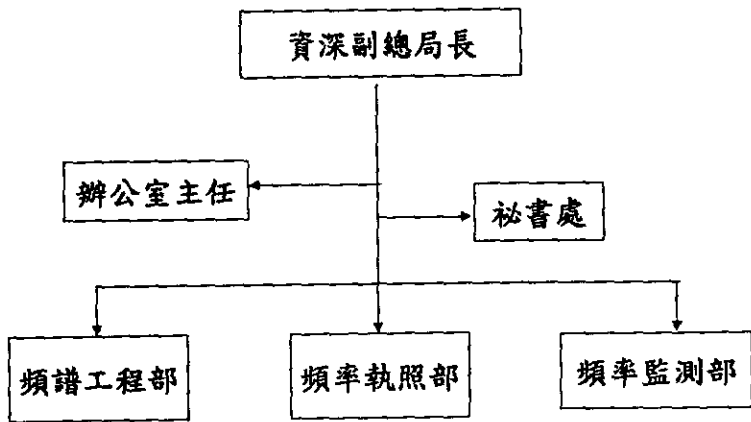 資深副總局長
辦公室主任
祕書處
頻譜工程部
頻率執照部
頻率監測部